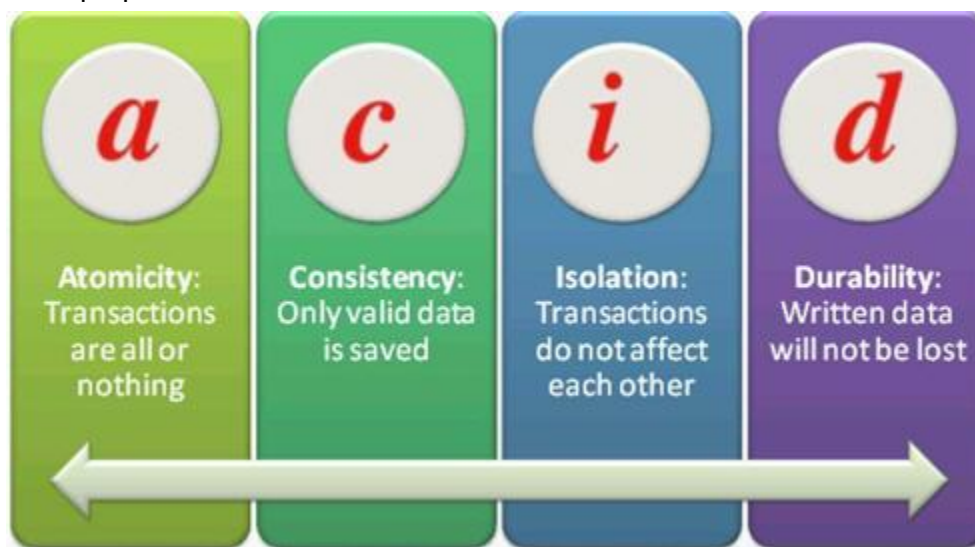 a
c
i
d
Atomicity:
Transactions
are all or
nothing
Consistency:
Only valid data
is saved
Isolation:
Transactions
do not affect
each other
Durability:
Written data
will not be lost